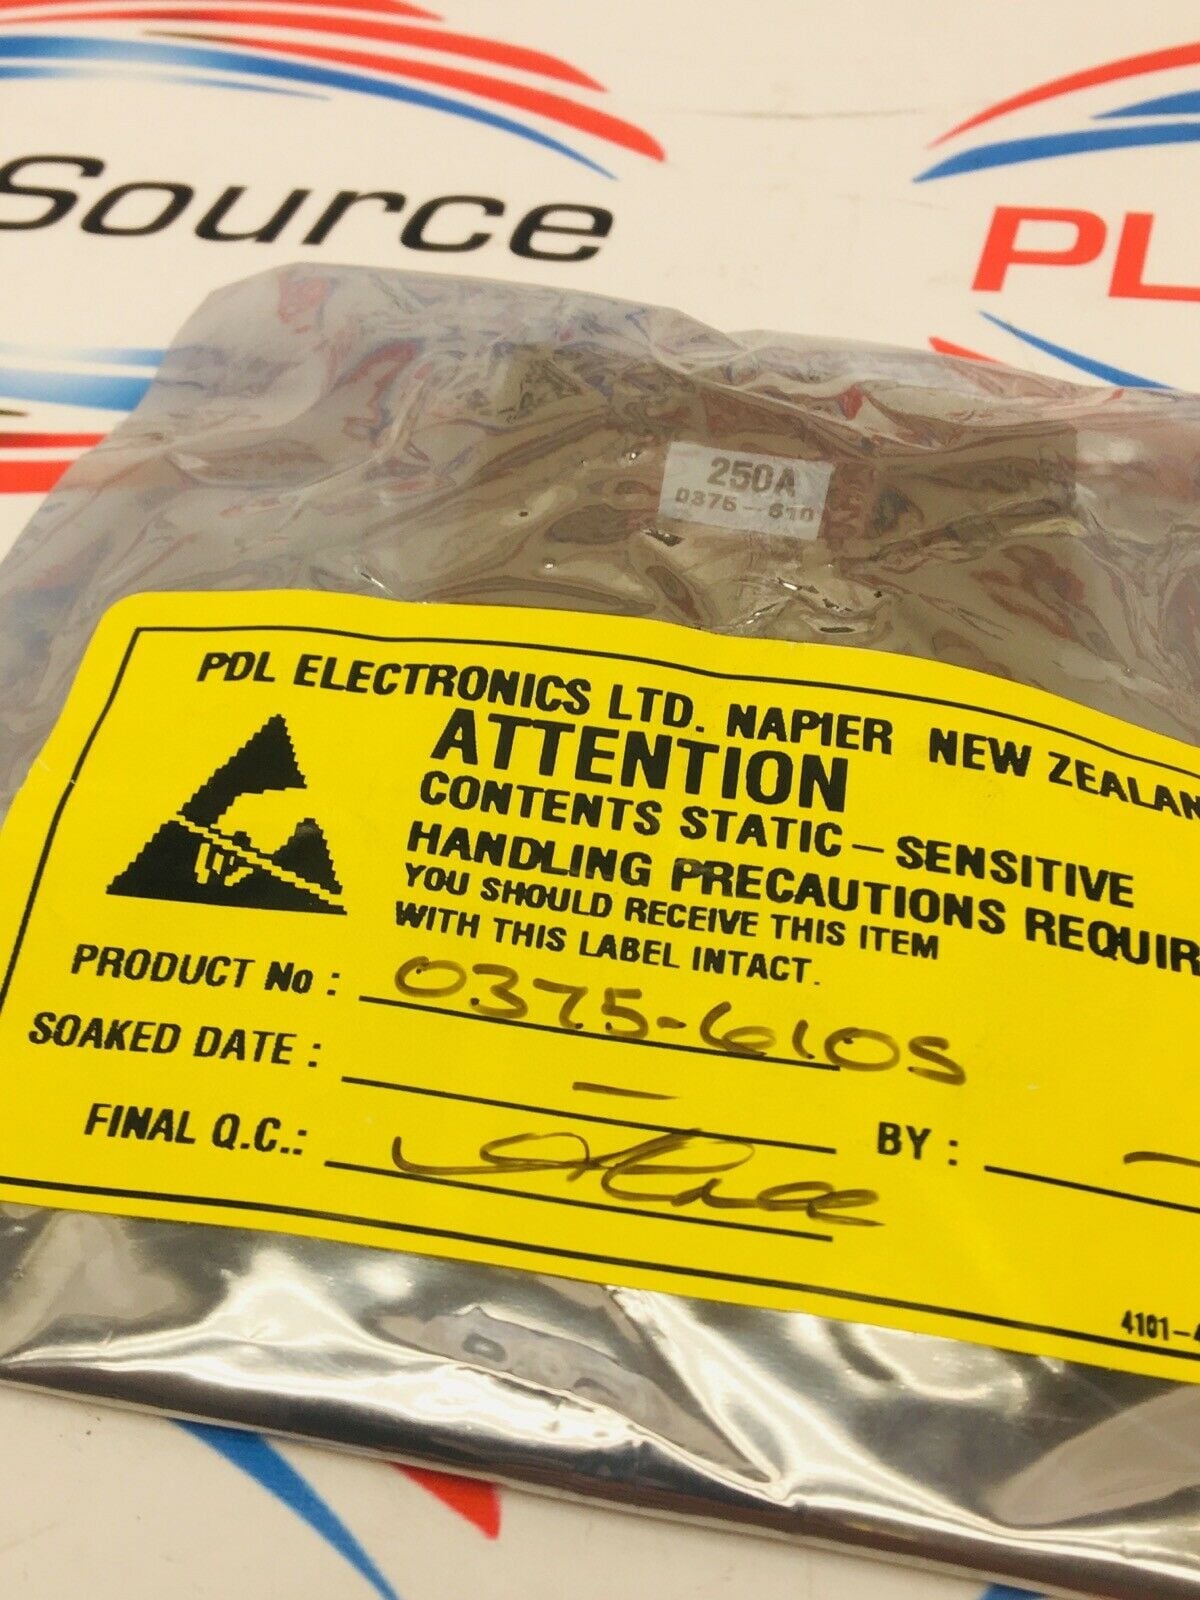 Source
PL
250A
0375-610
PDL ELECTRONICS LTD. NAPIER NEW ZEALAN
ATTENTION
CONTENTS STATIC - SENSITIVE
HANDLING PRECAUTIONS REQUIR
YOU SHOULD RECEIVE THIS ITEM
WITH THIS LABEL INTACT.
PRODUCT No : 0375-610S
SOAKED DATE : - BY : -
FINAL Q.C.:
4101-4